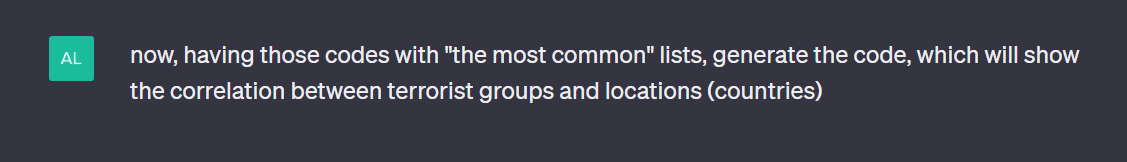 AL
now, having those codes with "the most common" lists, generate the code, which will show
the correlation between terrorist groups and locations (countries)